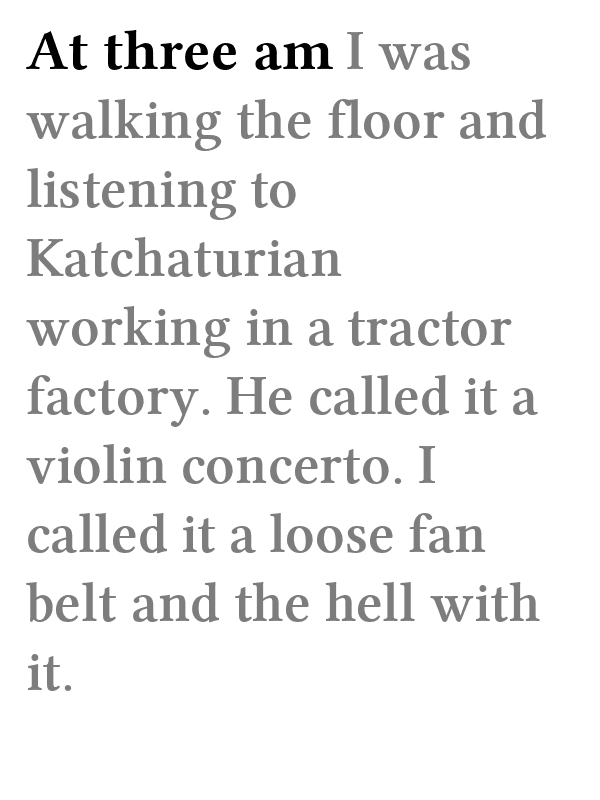 At three am I was
walking the floor and
listening to
Katchaturian
working in a tractor
factory. He called it a
violin concerto. I
called it a loose fan
belt and the hell with
it.